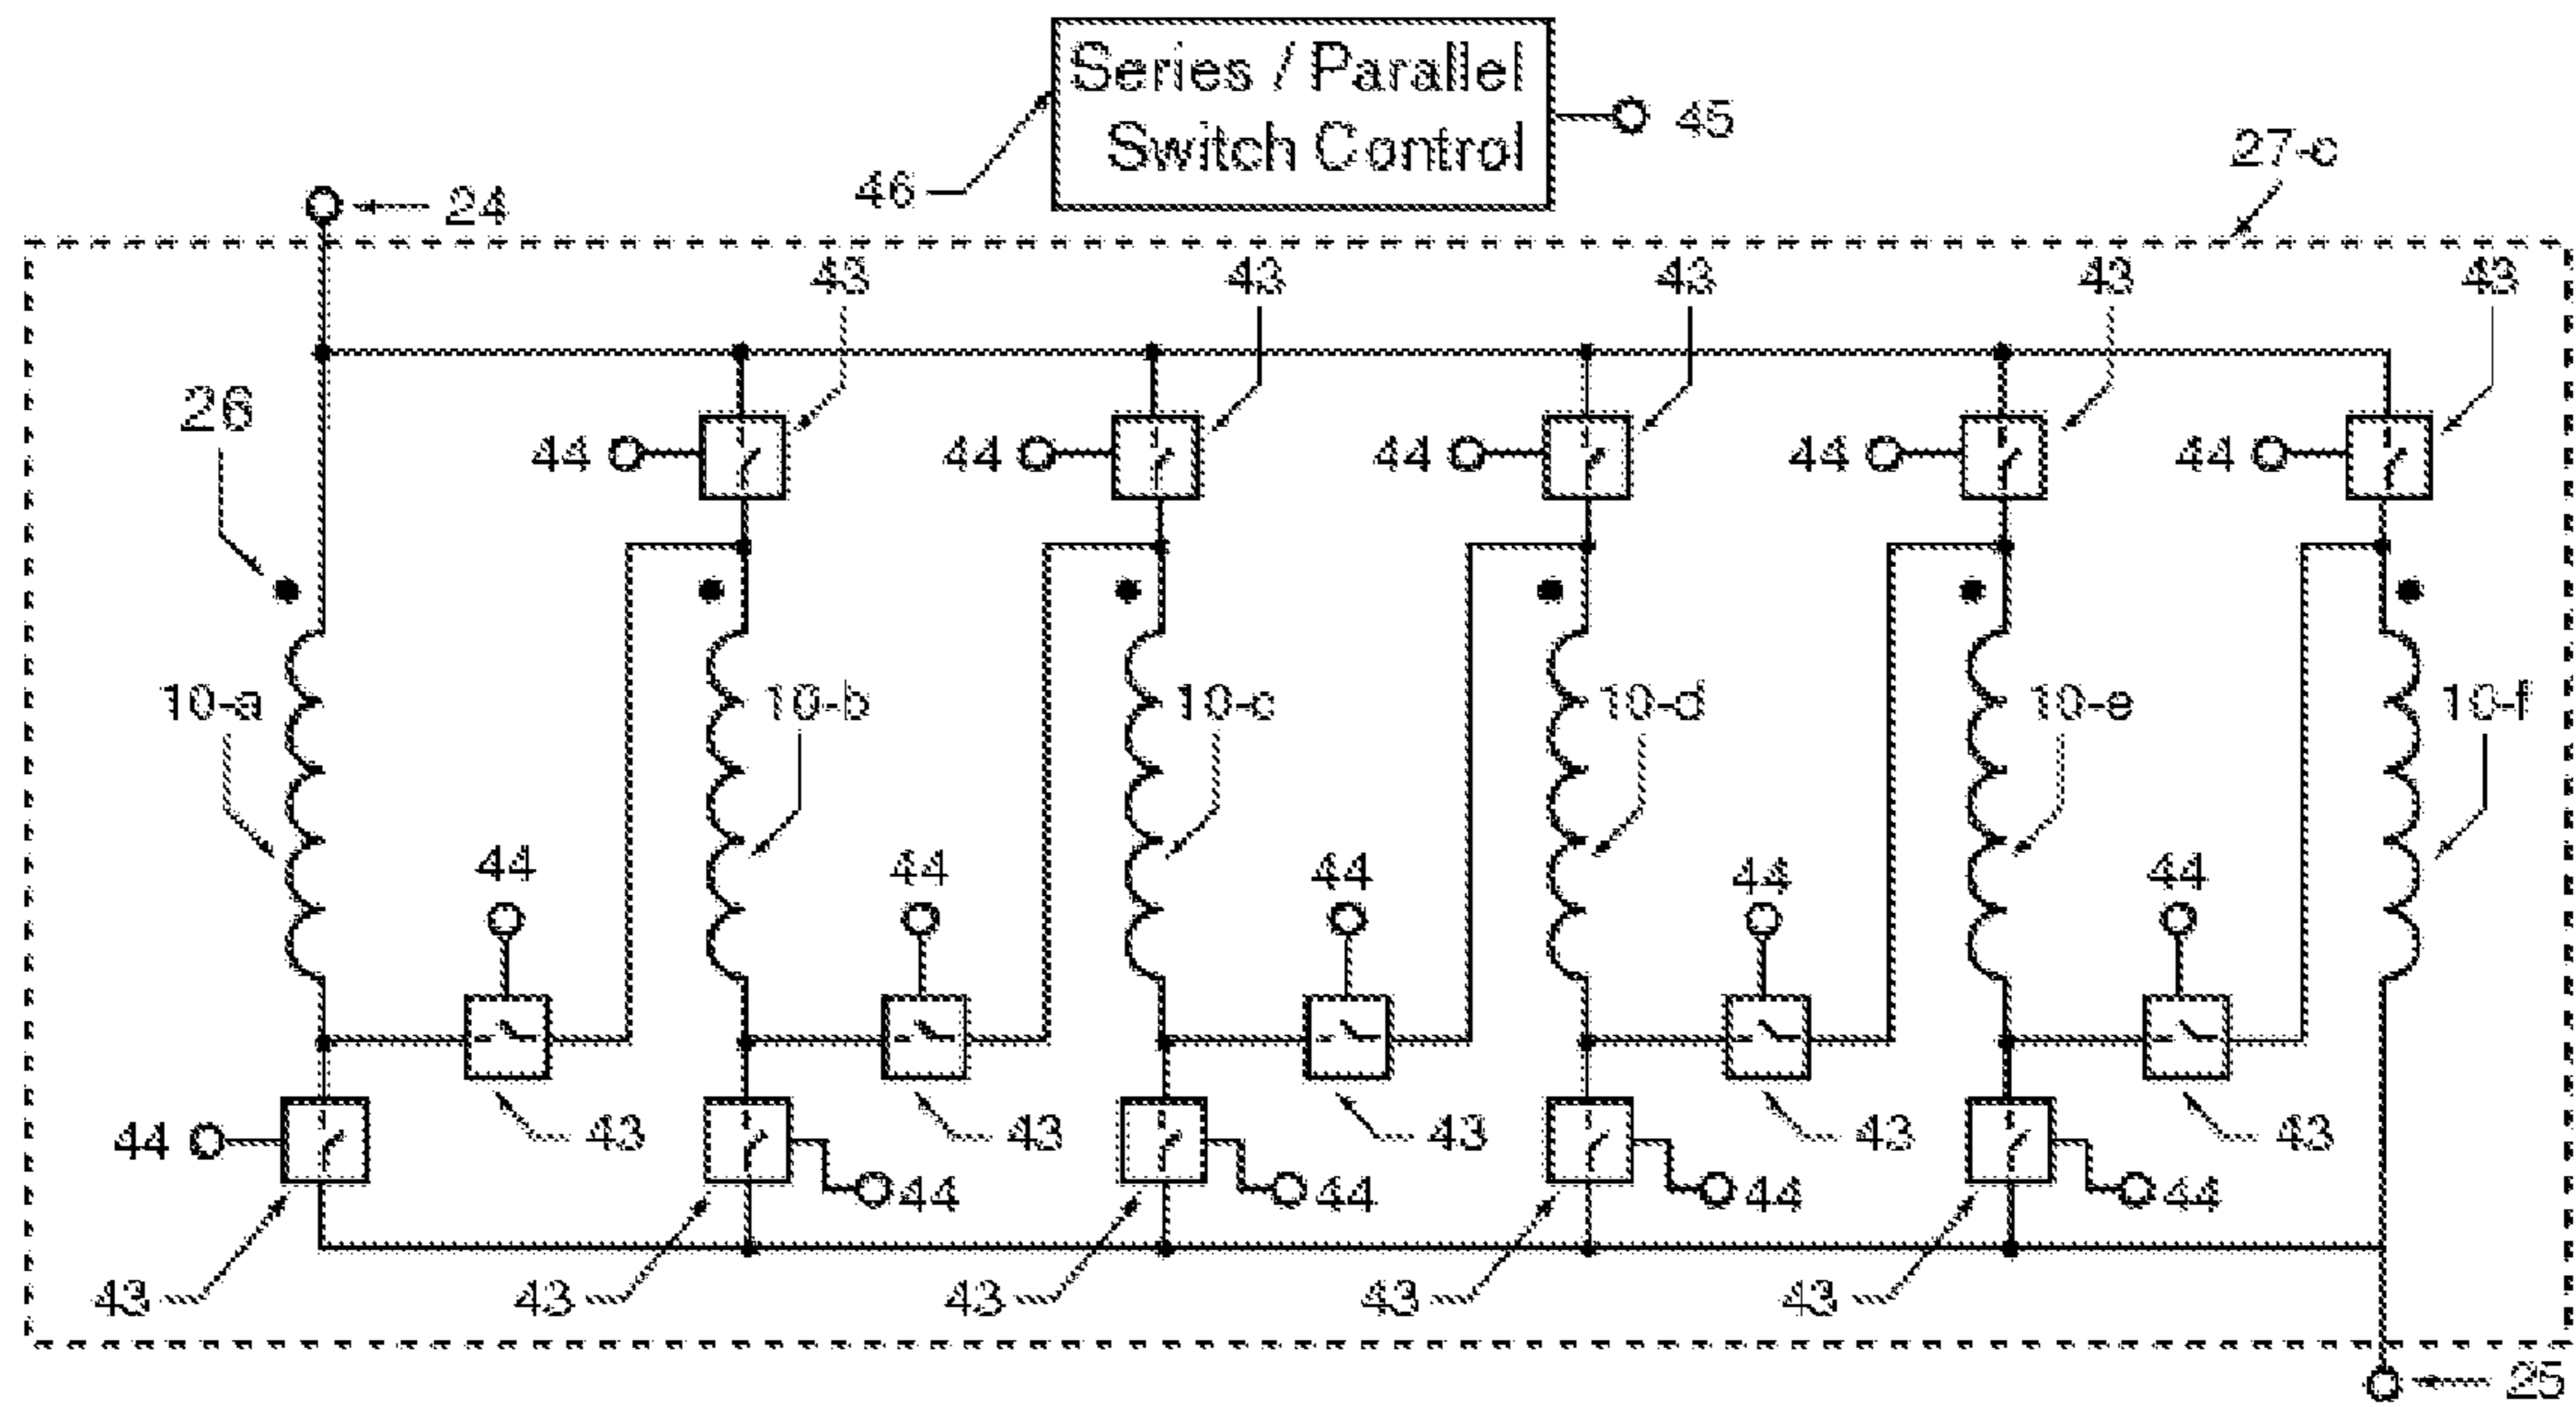 Series / Parallel
Switch Control
45
46
27-c
24
43 43 43 43 43
26
44 44 44 44 44
10-a 10-b 10-c 10-d 10-e 10-f
44 44 44 44 44
44 43 43 43 43 43
44 44 44 44
43 43 43 43 43
25